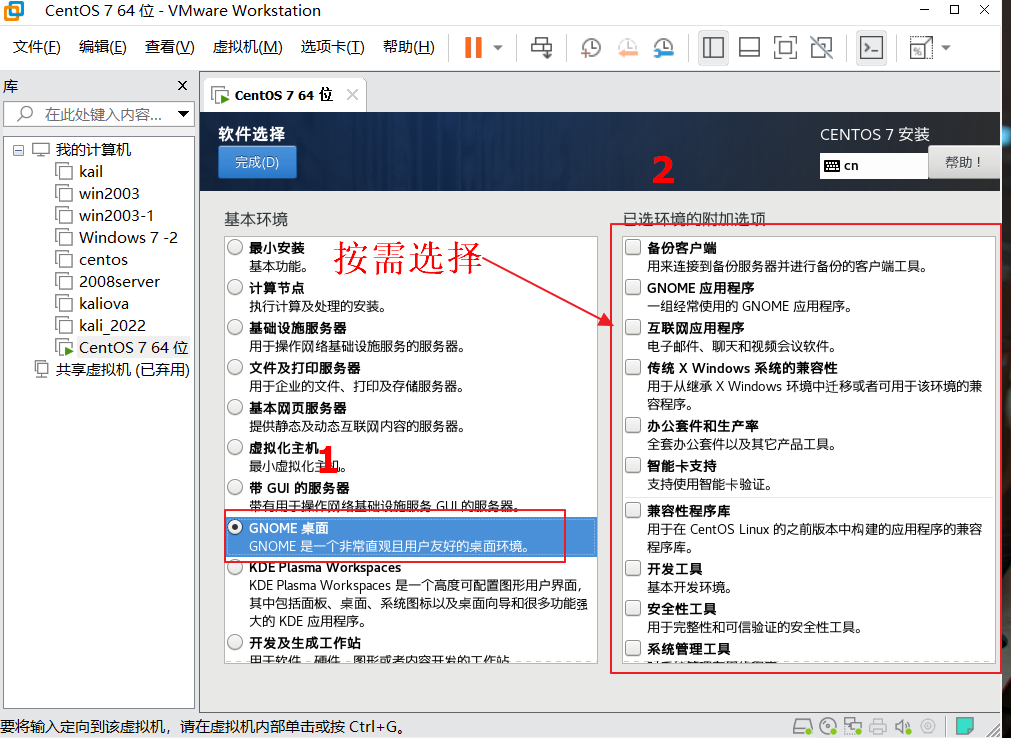 CentOS 7 64 位 - VMware Workstation
文件(F) 编辑(E) 查看(V) 虚拟机(M) 选项卡(T) 帮助(H)
库
在此处键入内容...
我的计算机
kail
win2003
win2003-1
Windows 7 -2
centos
2008server
kaliova
kali_2022
CentOS 7 64 位
共享虚拟机 (已弃用)
CentOS 7 64 位
软件选择
完成(D)
CENTOS 7 安装
cn
帮助！
2
基本环境
最小安装
基本功能。
计算节点
执行计算及处理的安装。
基础设施服务器
用于操作网络基础设施服务的服务器。
文件及打印服务器
用于企业的文件、打印及存储服务器。
基本网页服务器
提供静态及动态互联网内容的服务器。
虚拟化主机
最小虚拟化主机。
1
带 GUI 的服务器
带有用于操作网络基础设施服务 GUI 的服务器。
GNOME 桌面
GNOME 是一个非常直观且用户友好的桌面环境。
KDE Plasma Workspaces
KDE Plasma Workspaces 是一个高度可配置图形用户界面，
其中包括面板、桌面、系统图标以及桌面向导和很多功能强
大的 KDE 应用程序。
开发及生成工作站
用于软件、硬件、图形或者内容开发的工作站
按需选择
已选环境的附加选项
备份客户端
用来连接到备份服务器并进行备份的客户端工具。
GNOME 应用程序
一组经常使用的 GNOME 应用程序。
互联网应用程序
电子邮件、聊天和视频会议软件。
传统 X Windows 系统的兼容性
用于从继承 X Windows 环境中迁移或者可用于该环境的兼
容程序。
办公套件和生产率
全套办公套件以及其它产品工具。
智能卡支持
支持使用智能卡验证。
兼容性程序库
用于在 CentOS Linux 的之前版本中构建的应用程序的兼容
程序库。
开发工具
基本开发环境。
安全性工具
用于完整性和可信验证的安全性工具。
系统管理工具
要将输入定向到该虚拟机，请在虚拟机内部单击或按 Ctrl+G。